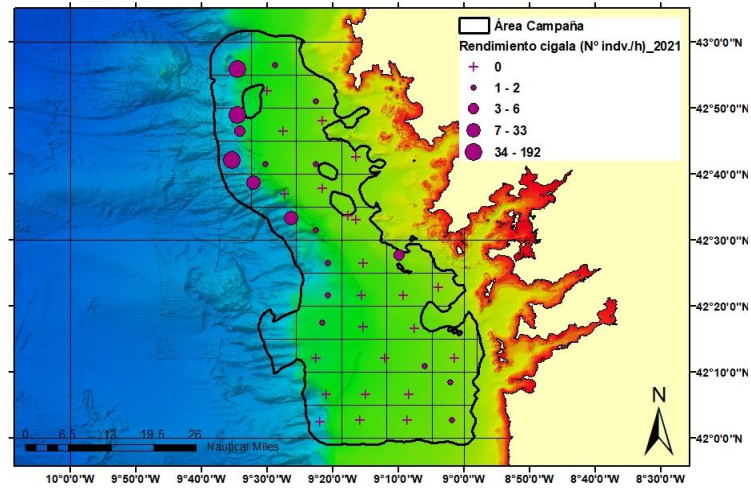 Área Campaña
Rendimiento cigala (Nº indv./h)_2021
0
1 - 2
3 - 6
7 - 33
34 - 192
43°0'0"N
42°50'0"N
42°40'0"N
42°30'0"N
42°20'0"N
42°10'0"N
42°0'0"N
N
0 6.5 13 19.5 26
Nautical Miles
10°0'0"W 9°50'0"W 9°40'0"W 9°30'0"W 9°20'0"W 9°10'0"W 9°0'0"W 8°50'0"W 8°40'0"W 8°30'0"W